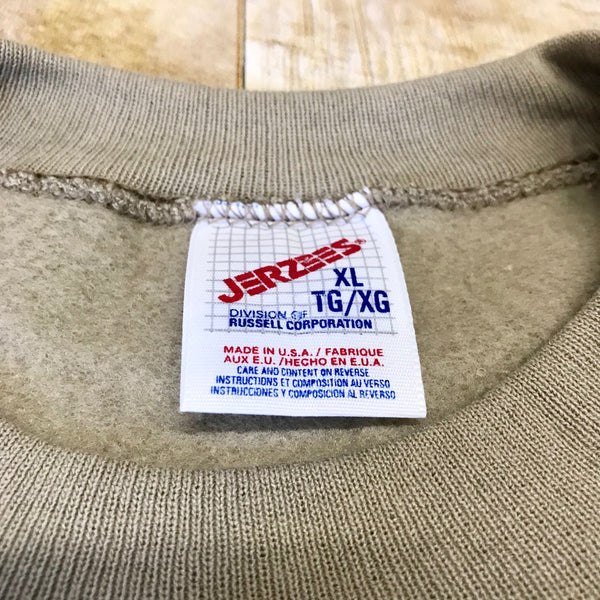 JERZEES®
XL
TG/XG
DIVISION OF
RUSSELL CORPORATION
MADE IN U.S.A. / FABRIQUE
AUX E.U. / HECHO EN E.U.A.
CARE AND CONTENT ON REVERSE
INSTRUCTIONS ET COMPOSITION AU VERSO
INSTRUCCIONES Y COMPOSICIÓN AL REVERSO